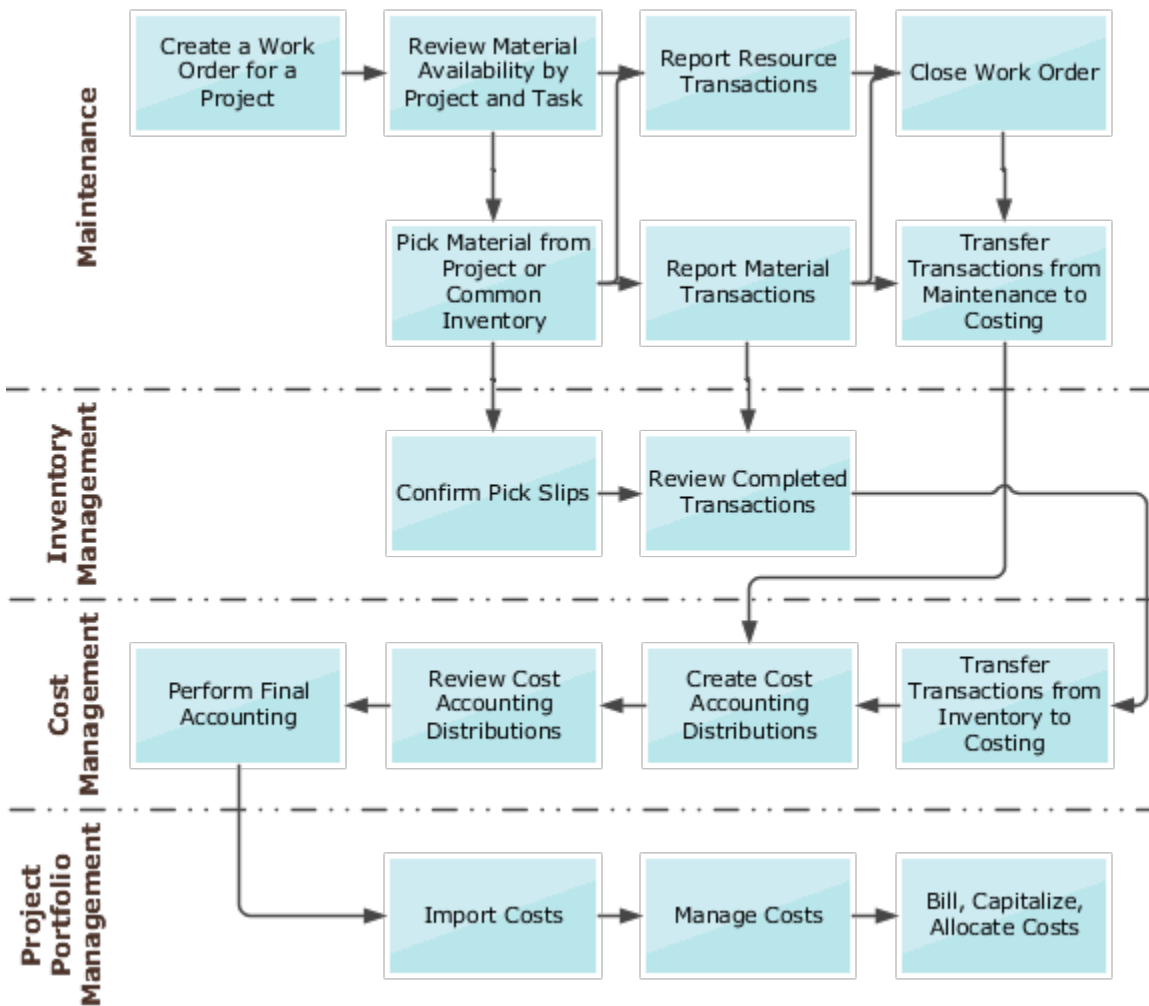 Maintenance
Create a Work
Order for a
Project
Review Material
Availability by
Project and Task
Report Resource
Transactions
Close Work Order
Pick Material from
Project or
Common
Inventory
Report Material
Transactions
Transfer
Transactions from
Maintenance to
Costing
Inventory
Management
Confirm Pick Slips
Review Completed
Transactions
Cost
Management
Perform Final
Accounting
Review Cost
Accounting
Distributions
Create Cost
Accounting
Distributions
Transfer
Transactions from
Inventory to
Costing
Project
Portfolio
Management
Import Costs
Manage Costs
Bill, Capitalize,
Allocate Costs